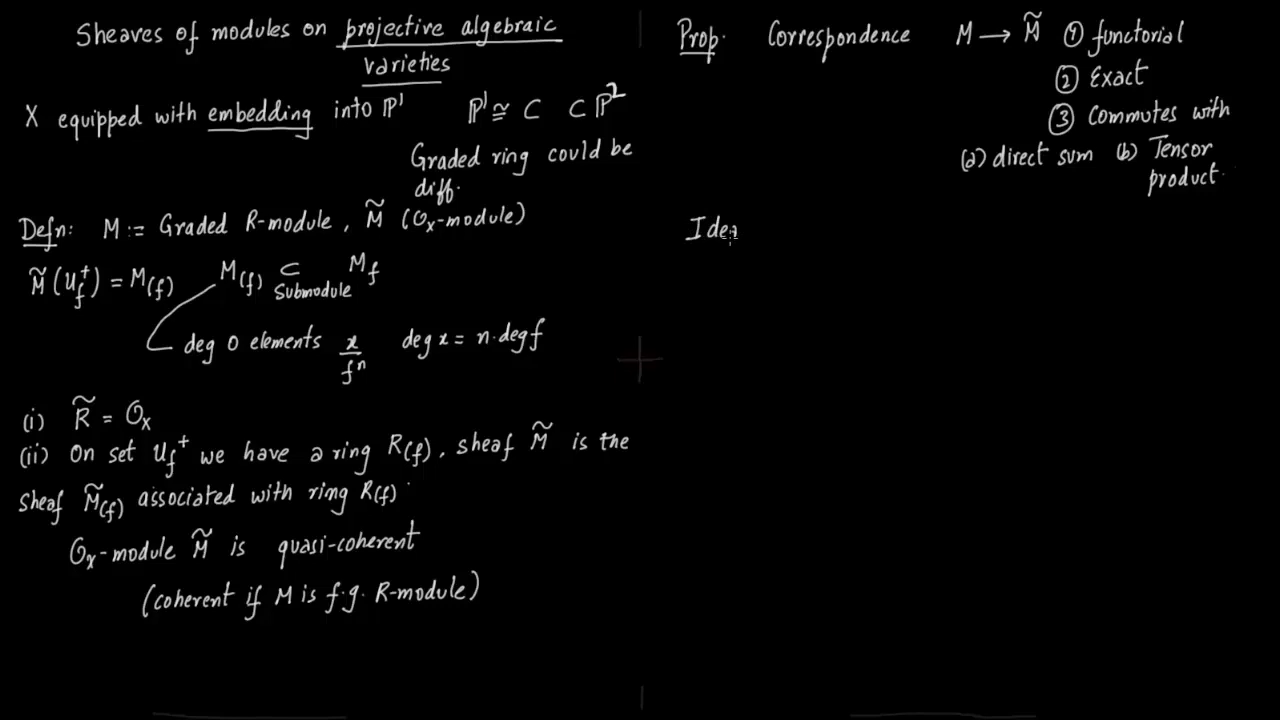 Sheaves of modules on projective algebraic
varieties
X equipped with embedding into ℙ¹ ℙ¹ ≅ C ⊂ ℙ²
Graded ring could be
diff.
Defn: M := Graded R-module, M̃ (O_X-module)
M̃(U_f⁺) = M_(f) M_(f) ⊂ M_f
Submodule
deg 0 elements x/fⁿ deg x = n·deg f
(i) R̃ = O_X
(ii) On set U_f⁺ we have a ring R_(f), sheaf M̃ is the
sheaf M̃_(f) associated with ring R_(f).
O_X-module M̃ is quasi-coherent
(coherent if M is f.g. R-module)
Prop. Correspondence M → M̃ ① functorial
② Exact
③ Commutes with
(a) direct sum (b) Tensor
product.
Idea